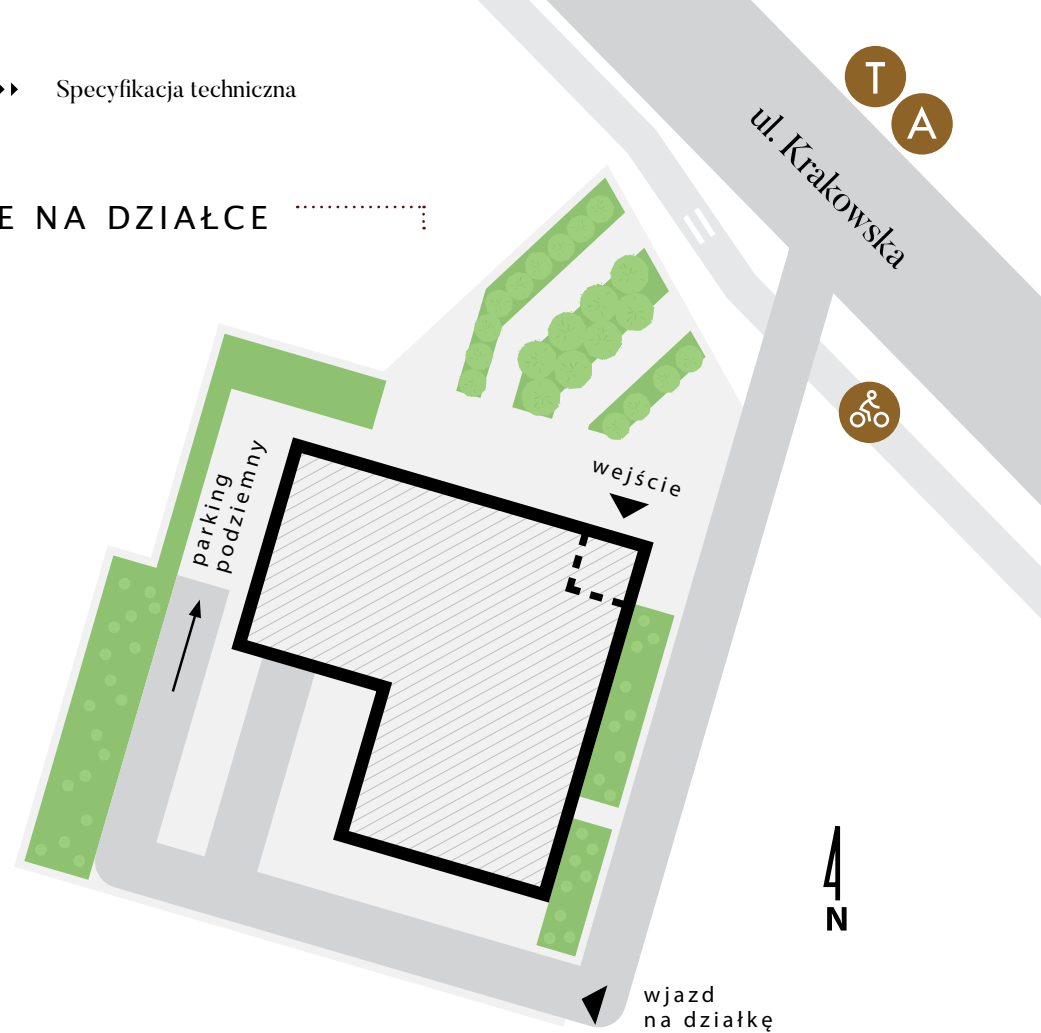 Specyfikacja techniczna
T
A
ul. Krakowska
E NA DZIAŁCE
wejście
parking
podziemny
N
wjazd
na działkę